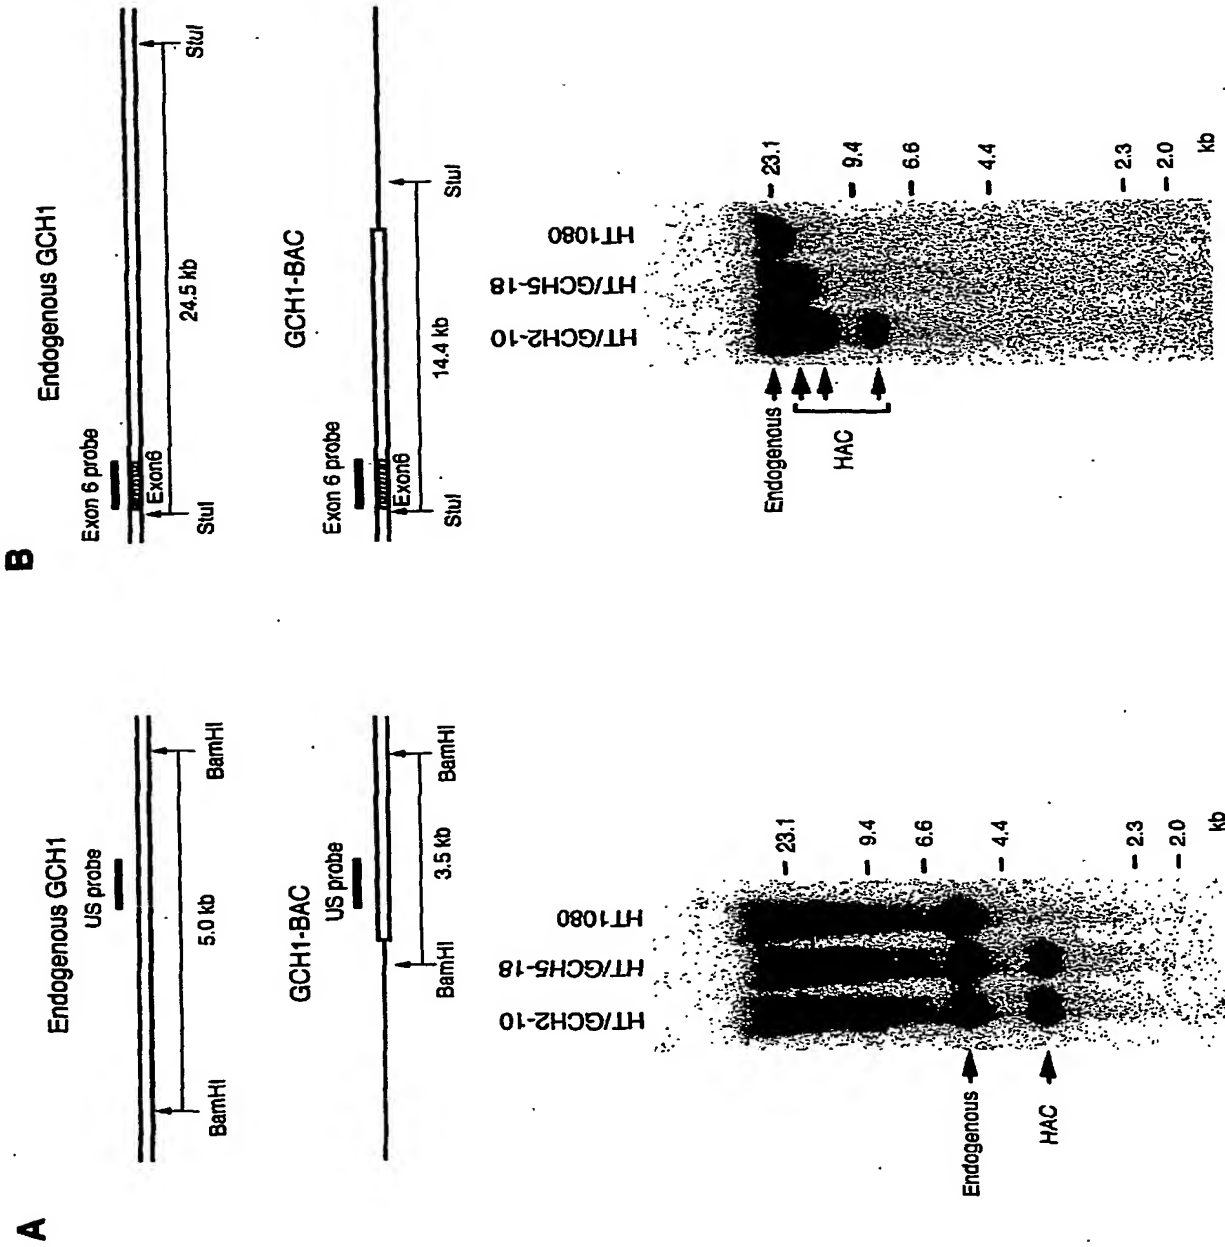 A
Endogenous GCH1
US probe
BamHI
BamHI
5.0 kb
GCH1-BAC
US probe
BamHI
BamHI
3.5 kb
HT/GCH2-10
HT/GCH5-18
HT1080
Endogenous
HAC
23.1
9.4
6.6
4.4
2.3
2.0
kb
B
Endogenous GCH1
Exon 6 probe
Exon6
StuI
StuI
24.5 kb
GCH1-BAC
Exon 6 probe
Exon6
StuI
StuI
14.4 kb
HT/GCH2-10
HT/GCH5-18
HT1080
Endogenous
HAC
23.1
9.4
6.6
4.4
2.3
2.0
kb